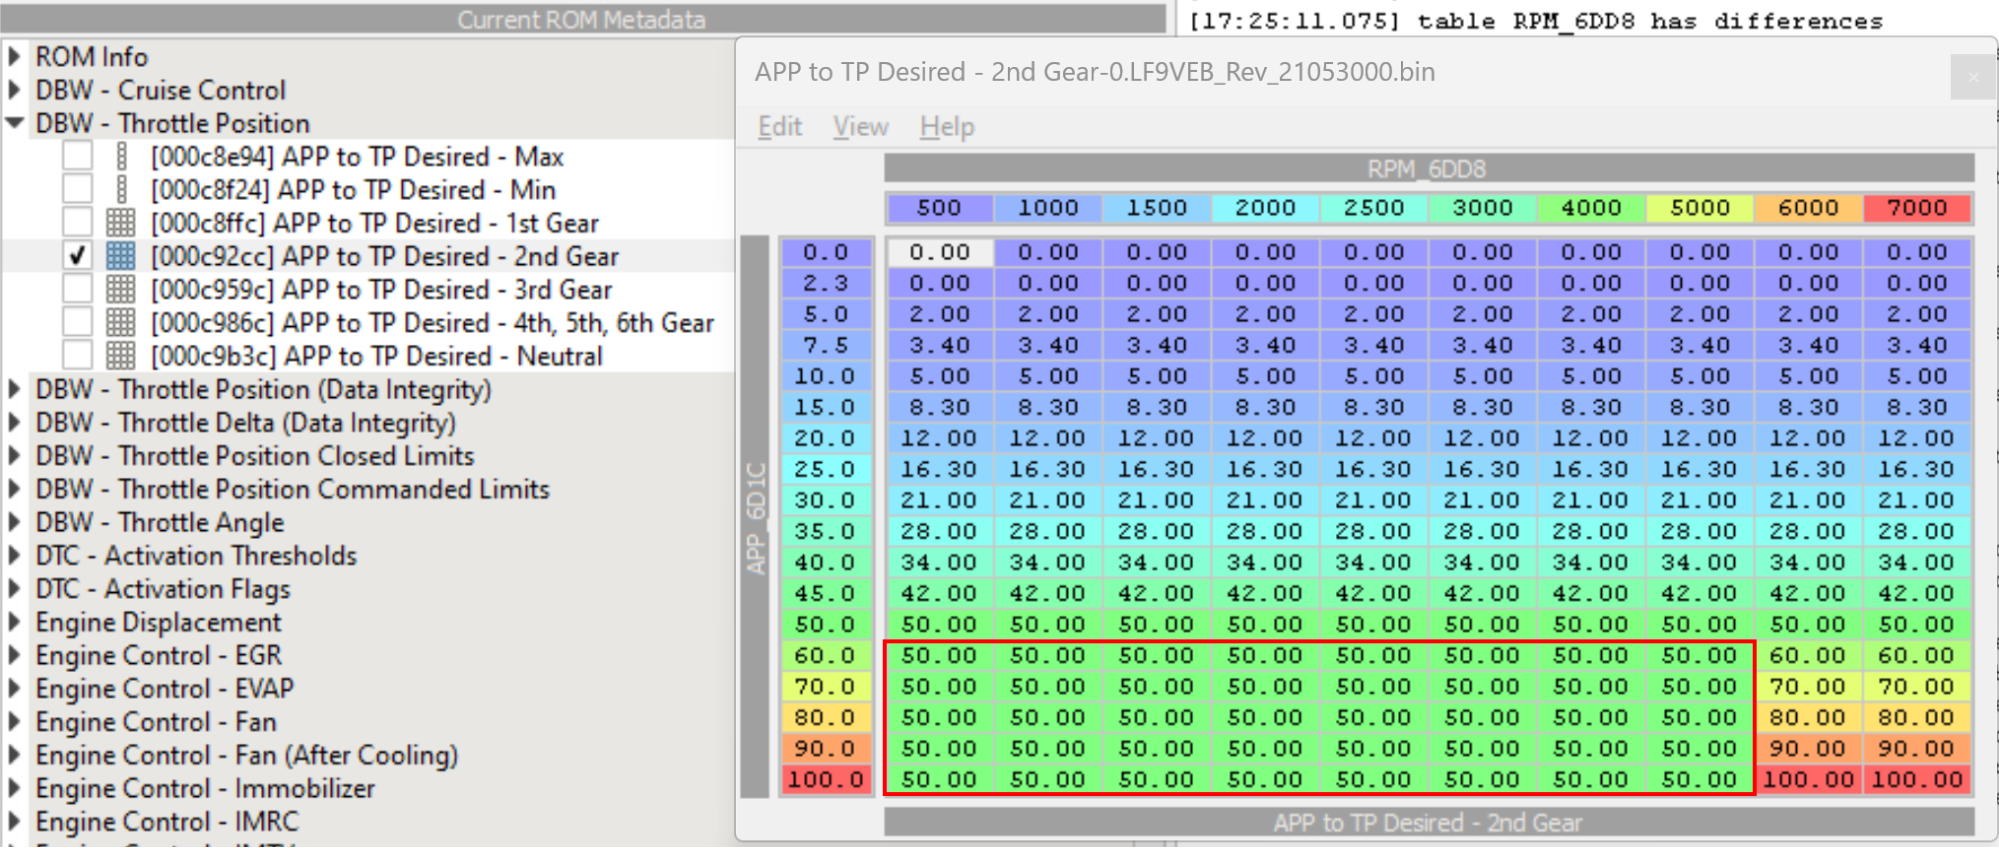 Current ROM Metadata
ROM Info
DBW - Cruise Control
DBW - Throttle Position
[000c8e94] APP to TP Desired - Max
[000c8f24] APP to TP Desired - Min
[000c8ffc] APP to TP Desired - 1st Gear
[000c92cc] APP to TP Desired - 2nd Gear
[000c959c] APP to TP Desired - 3rd Gear
[000c986c] APP to TP Desired - 4th, 5th, 6th Gear
[000c9b3c] APP to TP Desired - Neutral
DBW - Throttle Position (Data Integrity)
DBW - Throttle Delta (Data Integrity)
DBW - Throttle Position Closed Limits
DBW - Throttle Position Commanded Limits
DBW - Throttle Angle
DTC - Activation Thresholds
DTC - Activation Flags
Engine Displacement
Engine Control - EGR
Engine Control - EVAP
Engine Control - Fan
Engine Control - Fan (After Cooling)
Engine Control - Immobilizer
Engine Control - IMRC
[17:25:11.075] table RPM_6DD8 has differences
APP to TP Desired - 2nd Gear-0.LF9VEB_Rev_21053000.bin
Edit View Help
RPM_6DD8
500 1000 1500 2000 2500 3000 4000 5000 6000 7000
APP_6D1C
0.0 0.00 0.00 0.00 0.00 0.00 0.00 0.00 0.00 0.00 0.00
2.3 0.00 0.00 0.00 0.00 0.00 0.00 0.00 0.00 0.00 0.00
5.0 2.00 2.00 2.00 2.00 2.00 2.00 2.00 2.00 2.00 2.00
7.5 3.40 3.40 3.40 3.40 3.40 3.40 3.40 3.40 3.40 3.40
10.0 5.00 5.00 5.00 5.00 5.00 5.00 5.00 5.00 5.00 5.00
15.0 8.30 8.30 8.30 8.30 8.30 8.30 8.30 8.30 8.30 8.30
20.0 12.00 12.00 12.00 12.00 12.00 12.00 12.00 12.00 12.00 12.00
25.0 16.30 16.30 16.30 16.30 16.30 16.30 16.30 16.30 16.30 16.30
30.0 21.00 21.00 21.00 21.00 21.00 21.00 21.00 21.00 21.00 21.00
35.0 28.00 28.00 28.00 28.00 28.00 28.00 28.00 28.00 28.00 28.00
40.0 34.00 34.00 34.00 34.00 34.00 34.00 34.00 34.00 34.00 34.00
45.0 42.00 42.00 42.00 42.00 42.00 42.00 42.00 42.00 42.00 42.00
50.0 50.00 50.00 50.00 50.00 50.00 50.00 50.00 50.00 50.00 50.00
60.0 50.00 50.00 50.00 50.00 50.00 50.00 50.00 50.00 60.00 60.00
70.0 50.00 50.00 50.00 50.00 50.00 50.00 50.00 50.00 70.00 70.00
80.0 50.00 50.00 50.00 50.00 50.00 50.00 50.00 50.00 80.00 80.00
90.0 50.00 50.00 50.00 50.00 50.00 50.00 50.00 50.00 90.00 90.00
100.0 50.00 50.00 50.00 50.00 50.00 50.00 50.00 50.00 100.00 100.00
APP to TP Desired - 2nd Gear